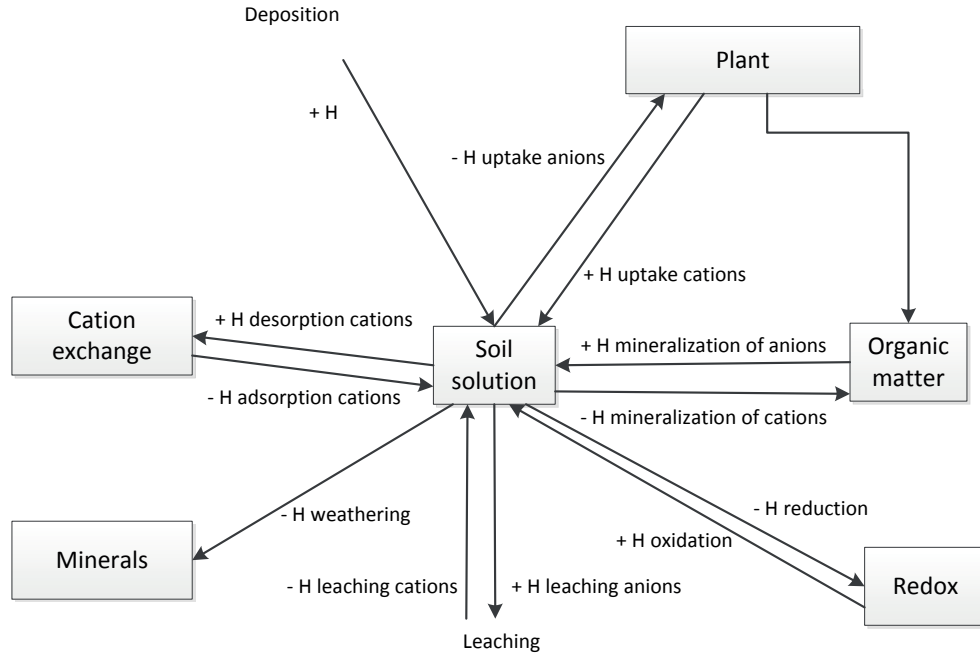 Deposition
Plant
+ H
- H uptake anions
+ H uptake cations
Cation
exchange
+ H desorption cations
- H adsorption cations
Soil
solution
+ H mineralization of anions
- H mineralization of cations
Organic
matter
- H weathering
Minerals
- H leaching cations
+ H leaching anions
Leaching
- H reduction
+ H oxidation
Redox